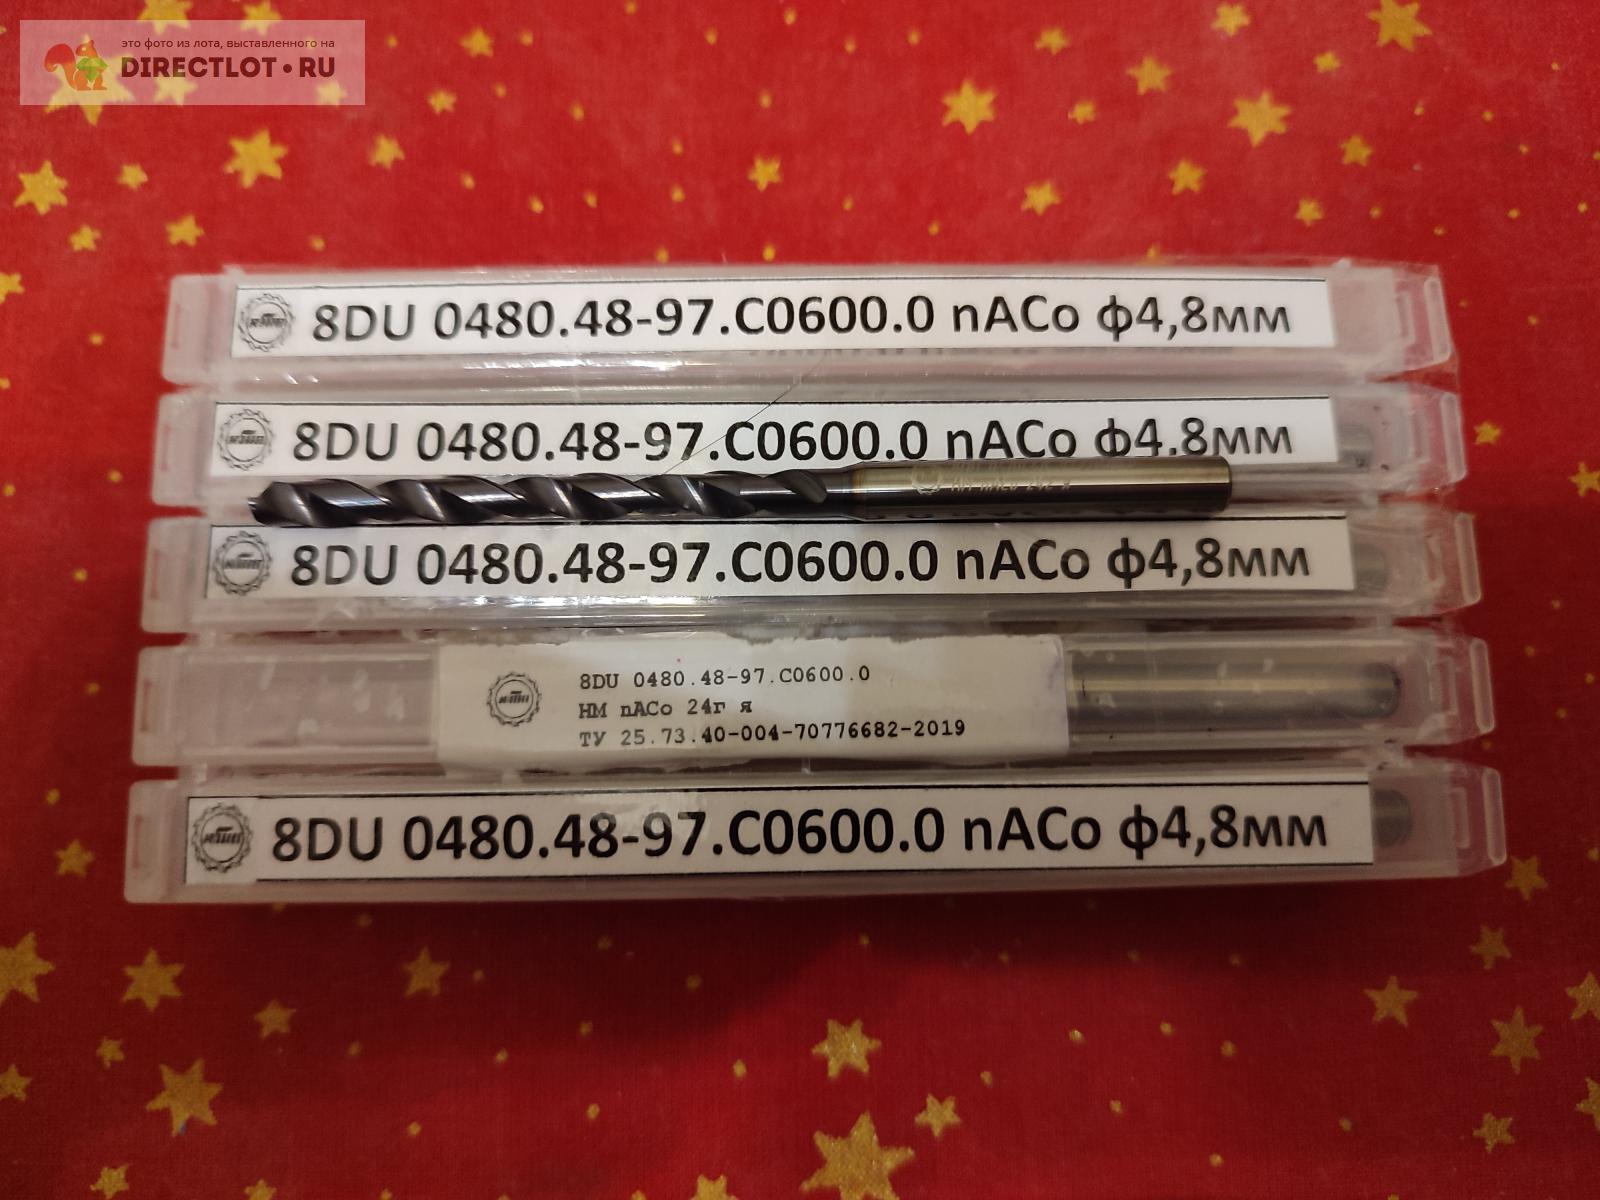 это фото из лота, выставленного на
DIRECTLOT.RU
8DU 0480.48-97.C0600.0 nACo ф4,8мм
8DU 0480.48-97.C0600.0 nACo ф4,8мм
HM nACo
8DU 0480.48-97.C0600.0 nACo ф4,8мм
8DU 0480.48-97.C0600.0
HM nACo 24г я
ТУ 25.73.40-004-70776682-2019
8DU 0480.48-97.C0600.0 nACo ф4,8мм